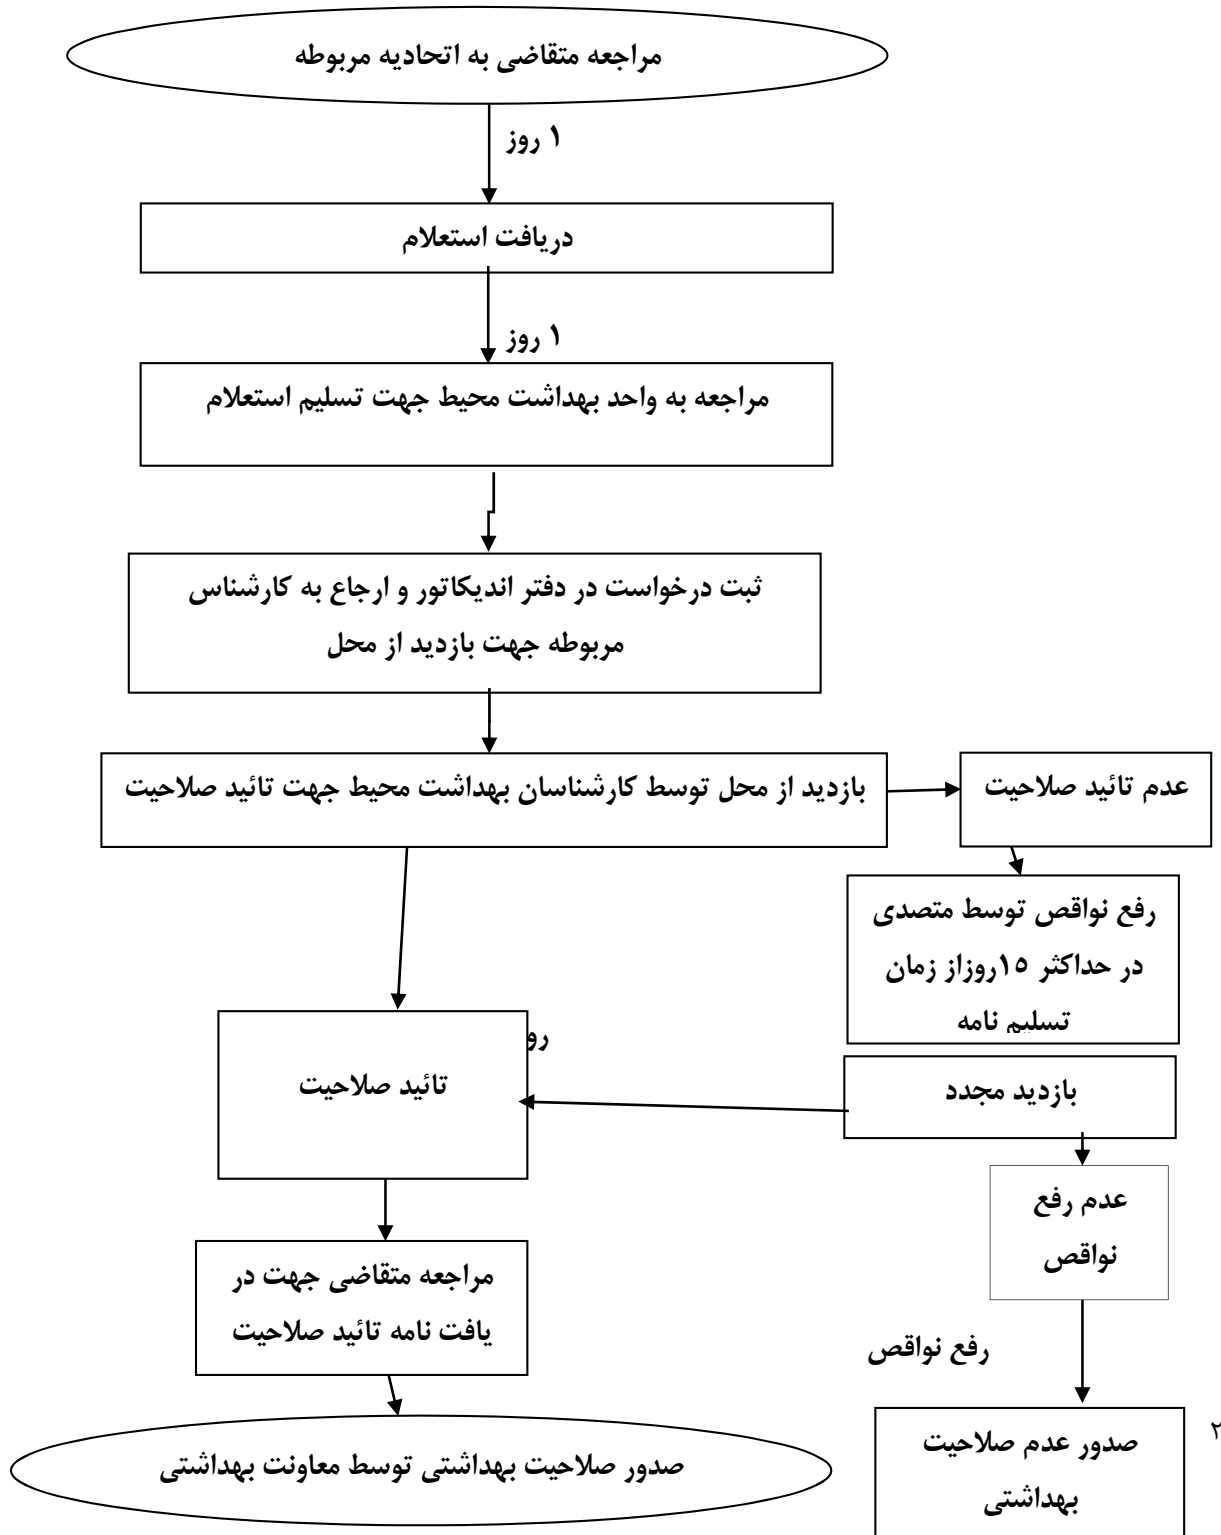 مراجعه متقاضی به اتحادیه مربوطه
۱ روز
دریافت استعلام
۱ روز
مراجعه به واحد بهداشت محیط جهت تسلیم استعلام
ثبت درخواست در دفتر اندیکاتور و ارجاع به کارشناس
مربوطه جهت بازدید از محل
بازدید از محل توسط کارشناسان بهداشت محیط جهت تائید صلاحیت
عدم تائید صلاحیت
رفع نواقص توسط متصدی
در حداکثر ۱۵روزاز زمان
تسلیم نامه
رو
تائید صلاحیت
بازدید مجدد
عدم رفع
نواقص
مراجعه متقاضی جهت در
یافت نامه تائید صلاحیت
رفع نواقص
صدور عدم صلاحیت
بهداشتی
۲
صدور صلاحیت بهداشتی توسط معاونت بهداشتی